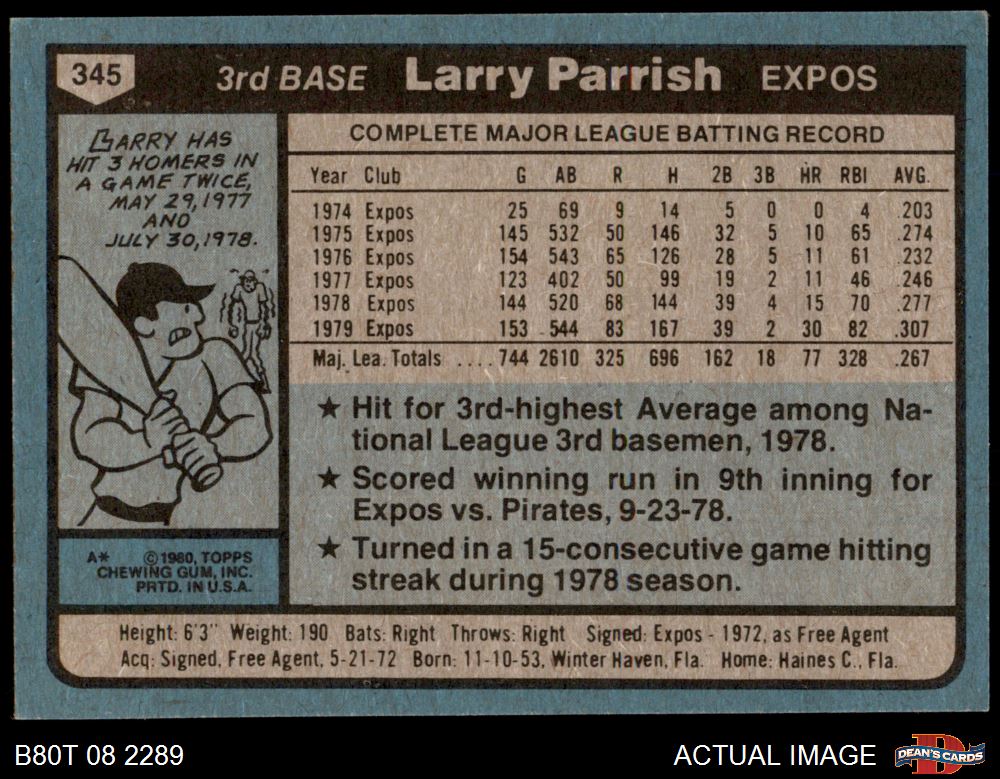 345
3rd BASE Larry Parrish EXPOS
LARRY HAS
HIT 3 HOMERS IN
A GAME TWICE,
MAY 29, 1977
AND
JULY 30, 1978.
A* © 1980, TOPPS
CHEWING GUM, INC.
PRTD. IN U.S.A.
COMPLETE MAJOR LEAGUE BATTING RECORD
Year Club G AB R H 2B 3B HR RBI AVG.
1974 Expos 25 69 9 14 5 0 0 4 .203
1975 Expos 145 532 50 146 32 5 10 65 .274
1976 Expos 154 543 65 126 28 5 11 61 .232
1977 Expos 123 402 50 99 19 2 11 46 .246
1978 Expos 144 520 68 144 39 4 15 70 .277
1979 Expos 153 544 83 167 39 2 30 82 .307
Maj. Lea. Totals .... 744 2610 325 696 162 18 77 328 .267
★ Hit for 3rd-highest Average among Na-
tional League 3rd basemen, 1978.
★ Scored winning run in 9th inning for
Expos vs. Pirates, 9-23-78.
★ Turned in a 15-consecutive game hitting
streak during 1978 season.
Height: 6'3" Weight: 190 Bats: Right Throws: Right Signed: Expos - 1972, as Free Agent
Acq: Signed, Free Agent, 5-21-72 Born: 11-10-53, Winter Haven, Fla. Home: Haines C., Fla.
B80T 08 2289
ACTUAL IMAGE
DEAN'S CARDS